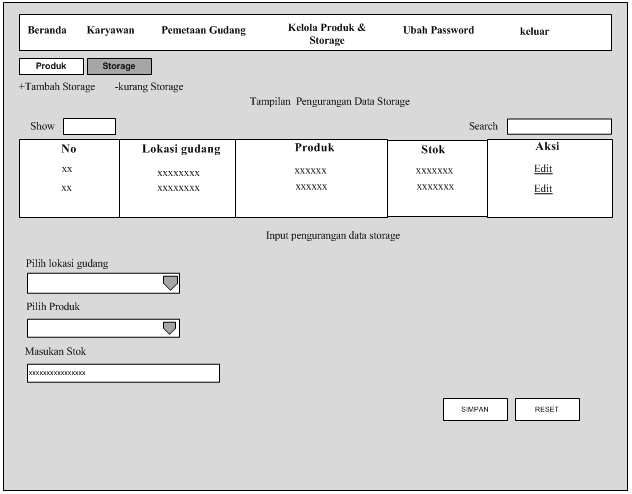 Beranda Karyawan Pemetaan Gudang Kelola Produk & Ubah Password keluar
Storage
Produk Storage
+Tambah Storage -kurang Storage
Tampilan Pengurangan Data Storage
Show Search
No Lokasi gudang Produk Stok Aksi
xx xxxxxxxx xxxxxx xxxxxxx Edit
xx xxxxxxxx xxxxxx xxxxxxx Edit
Input pengurangan data storage
Pilih lokasi gudang
Pilih Produk
Masukan Stok
xxxxxxxxxxxxxxxx
SIMPAN RESET